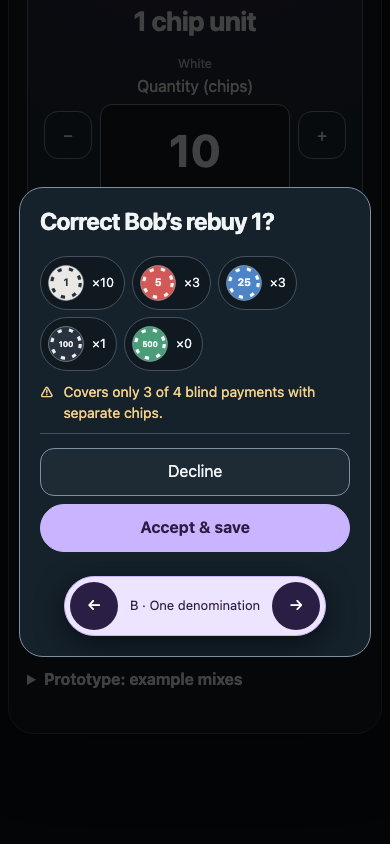 1 chip unit
White
Quantity (chips)
− 10 +
Correct Bob's rebuy 1?
1 ×10 5 ×3 25 ×3
100 ×1 500 ×0
Covers only 3 of 4 blind payments with
separate chips.
Decline
Accept & save
← B · One denomination →
▶ Prototype: example mixes